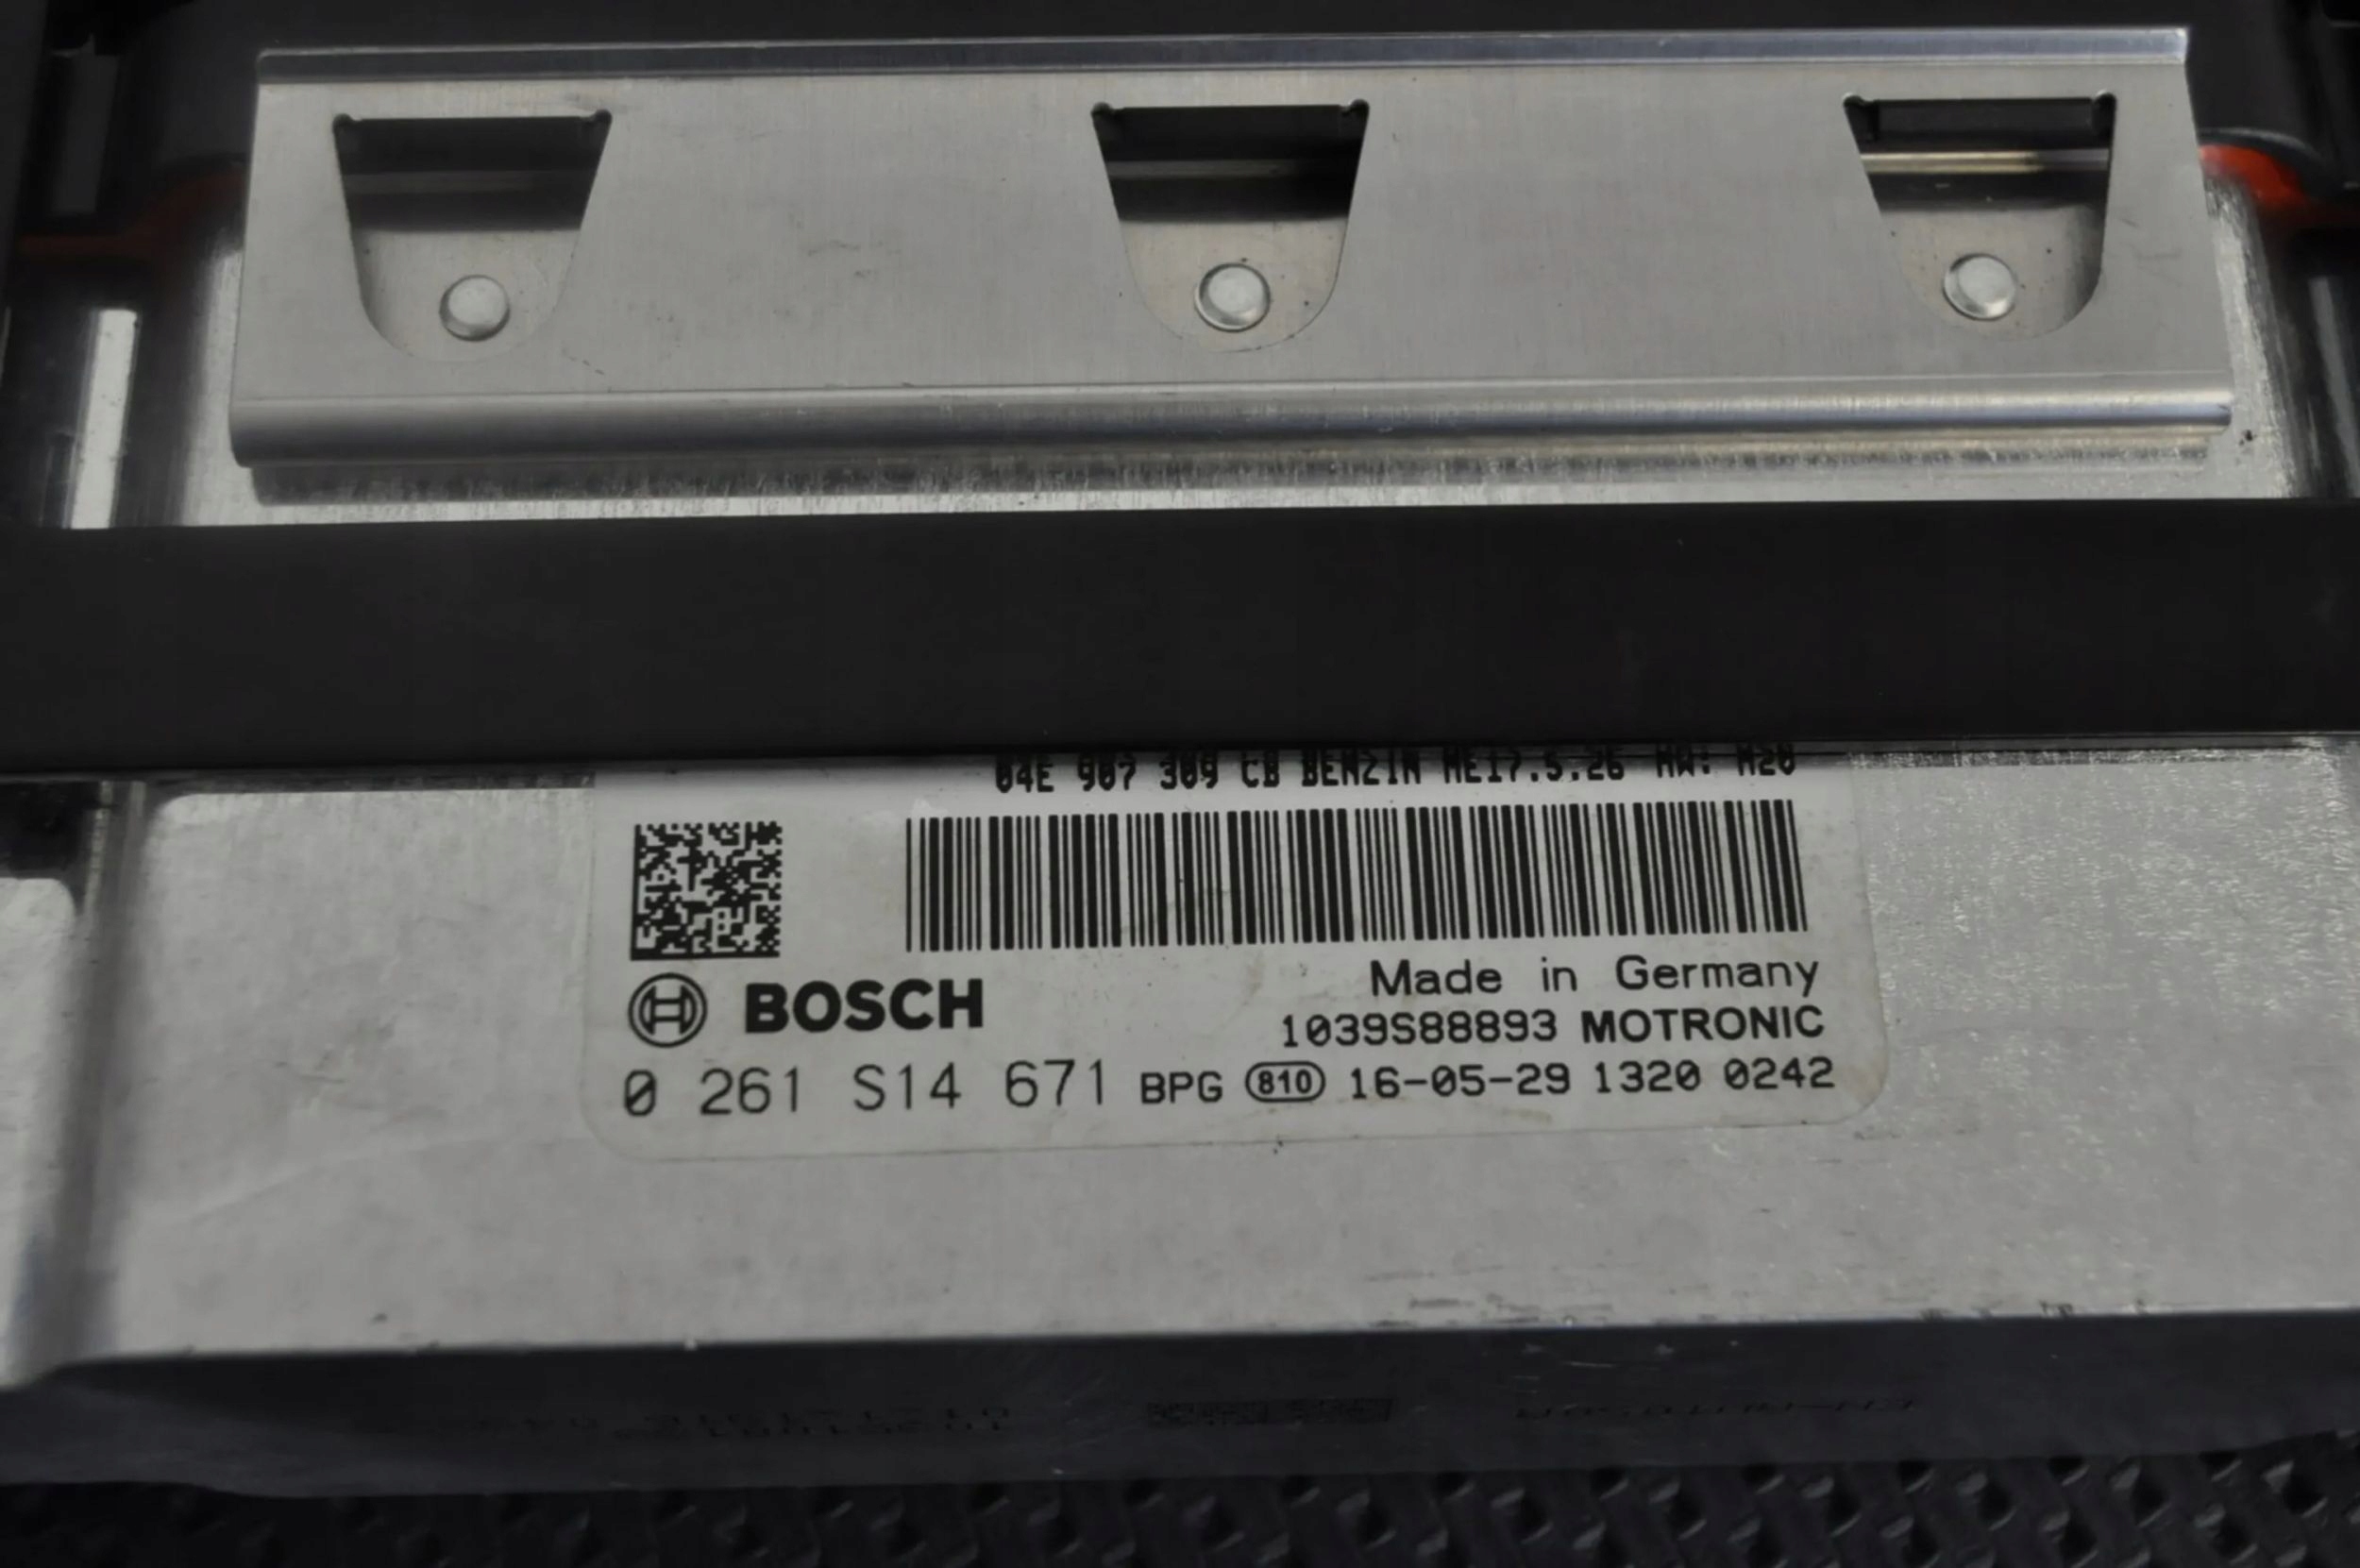 04E 907 309 CB BENZIN ME17.5.26 HW: H20
Made in Germany
BOSCH
1039S88893 MOTRONIC
0 261 S14 671 BPG 810 16-05-29 1320 0242